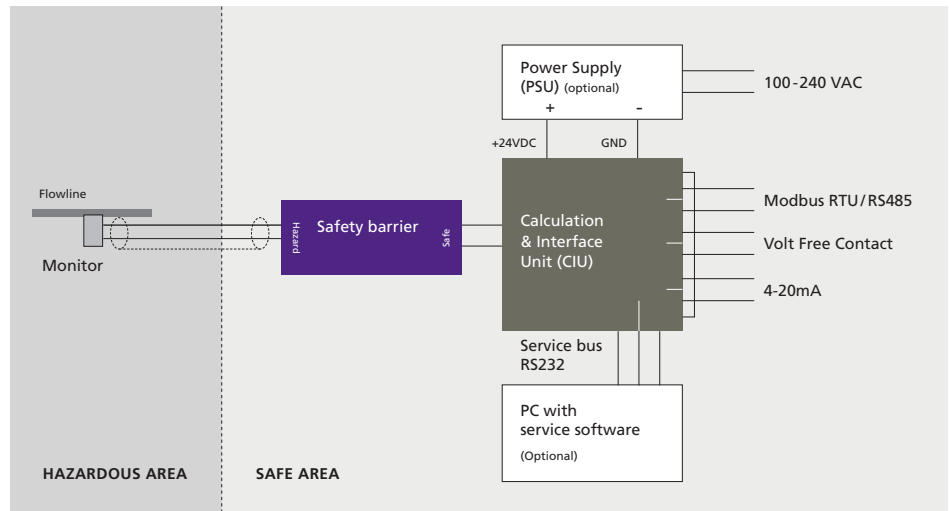 Power Supply
(PSU) (optional)
+ -
100-240 VAC
+24VDC GND
Flowline
Monitor
Hazard
Safety barrier
Safe
Calculation
& Interface
Unit (CIU)
Modbus RTU/RS485
Volt Free Contact
4-20mA
Service bus
RS232
PC with
service software
(Optional)
HAZARDOUS AREA
SAFE AREA